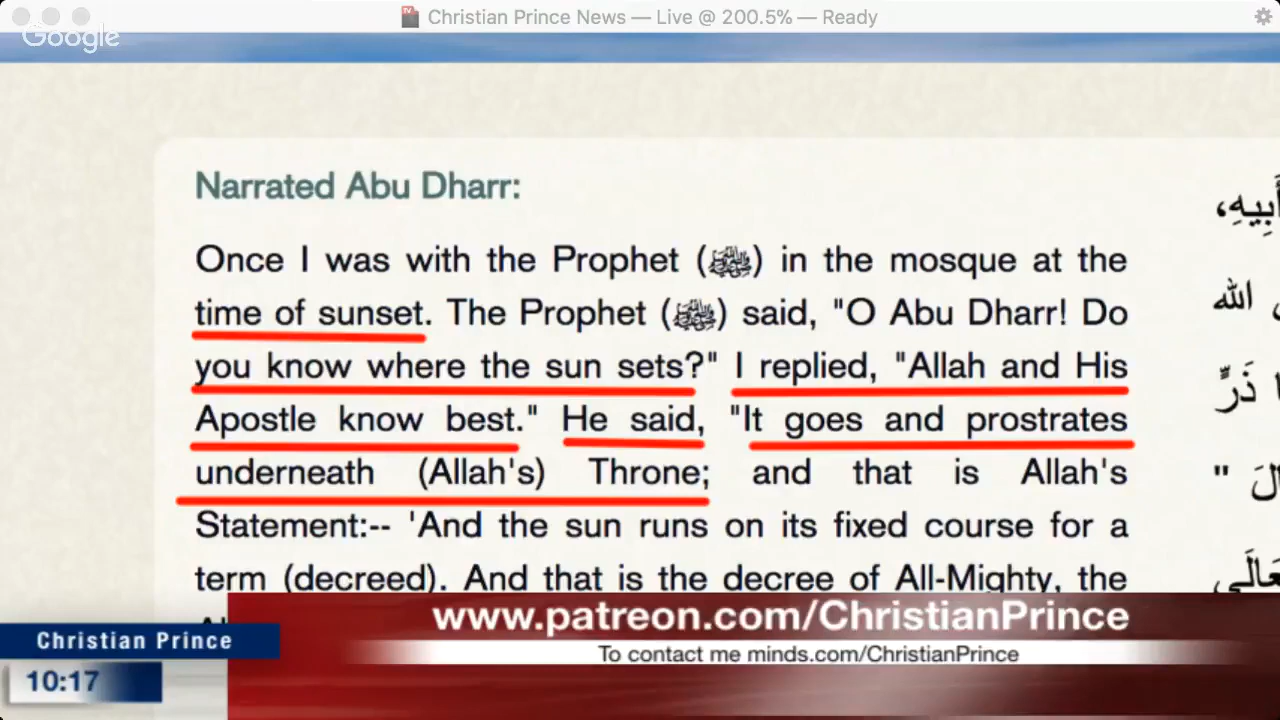 Christian Prince News — Live @ 200.5% — Ready
Google
Narrated Abu Dharr:
Once I was with the Prophet (ﷺ) in the mosque at the
time of sunset. The Prophet (ﷺ) said, "O Abu Dharr! Do
you know where the sun sets?" I replied, "Allah and His
Apostle know best." He said, "It goes and prostrates
underneath (Allah's) Throne; and that is Allah's
Statement:-- 'And the sun runs on its fixed course for a
term (decreed). And that is the decree of All-Mighty, the
أَبِيهِ،
الله
ذَرٍّ
"
www.patreon.com/ChristianPrince
To contact me minds.com/ChristianPrince
Christian Prince
10:17